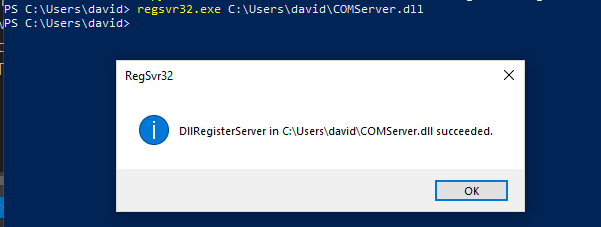 PS C:\Users\david> regsvr32.exe C:\Users\david\COMServer.dll
PS C:\Users\david>
RegSvr32
DllRegisterServer in C:\Users\david\COMServer.dll succeeded.
OK